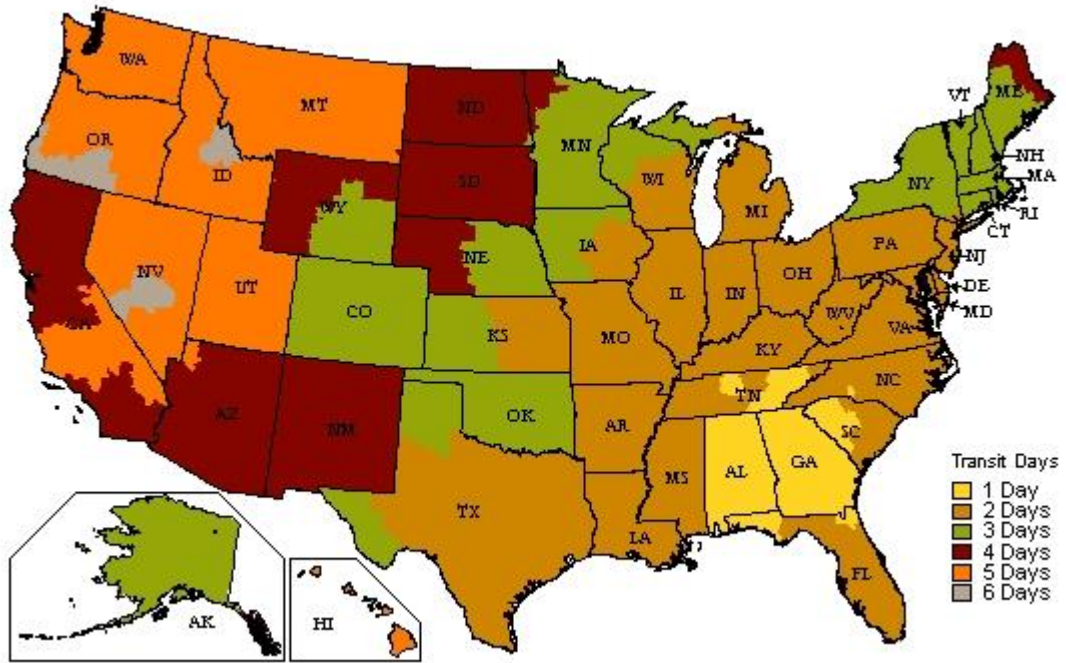 WA
MT
ND
MN
VT
ME
OR
ID
SD
WI
MI
NY
NH
MA
RI
CT
WY
IA
NE
PA
NJ
NV
UT
CO
KS
MO
IL
IN
OH
WV
VA
DE
MD
KY
CA
AZ
NM
OK
AR
TN
NC
SC
MS
AL
GA
TX
LA
FL
AK
HI
Transit Days
1 Day
2 Days
3 Days
4 Days
5 Days
6 Days